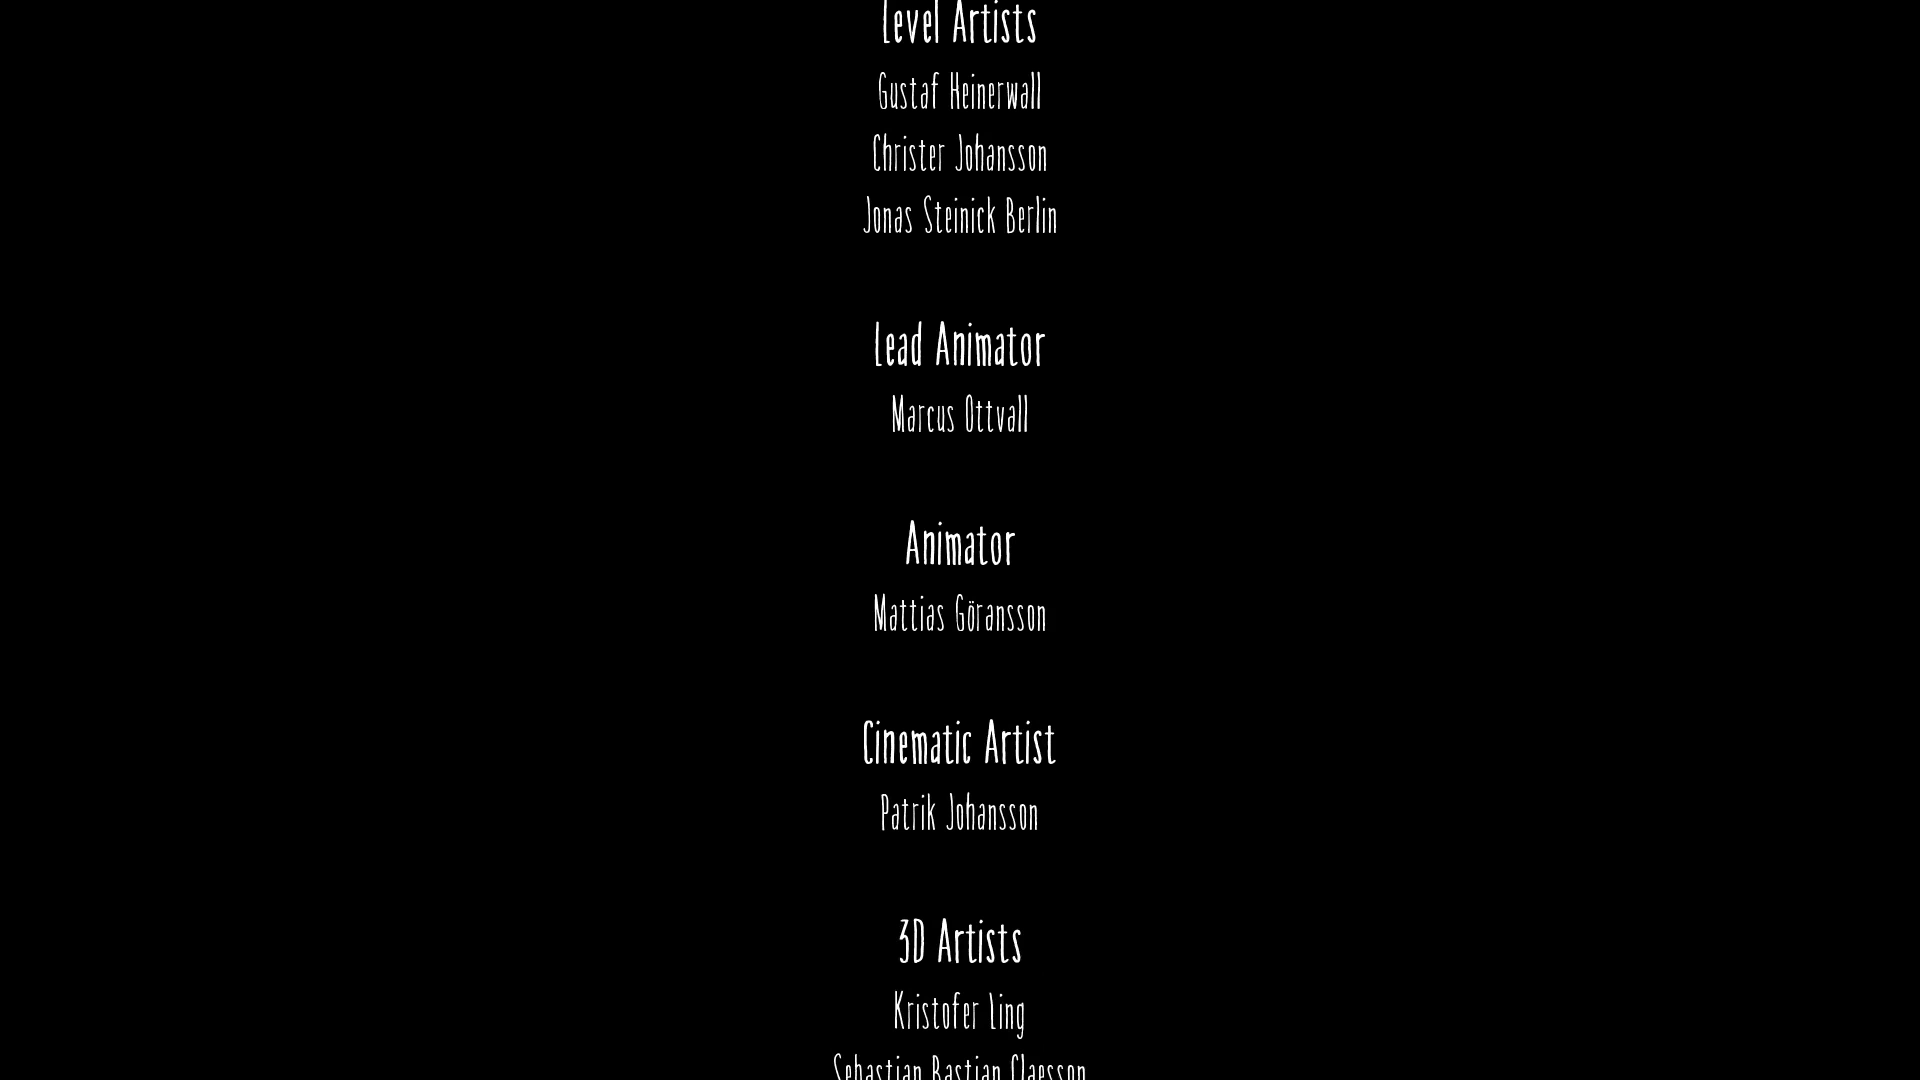 Level Artists
Gustaf Heinerwall
Christer Johansson
Jonas Steinick Berlin
Lead Animator
Marcus Ottvall
Animator
Mattias Göransson
Cinematic Artist
Patrik Johansson
3D Artists
Kristofer Ling
Sebastian Bastian Claesson